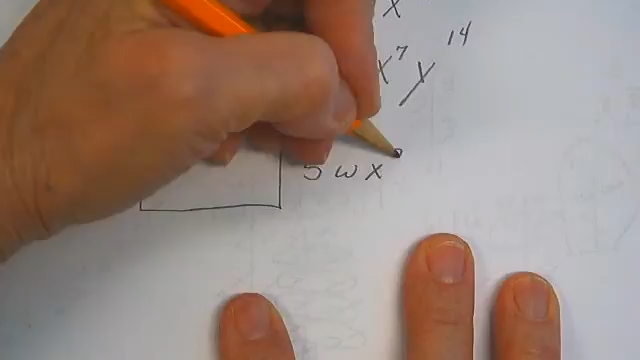 x
x⁷ y¹⁴
5 w x